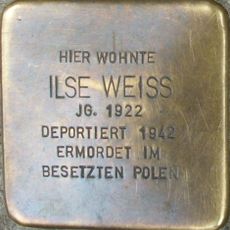 HIER WOHNTE
ILSE WEISS
JG. 1922
DEPORTIERT 1942
ERMORDET IM
BESETZTEN POLEN